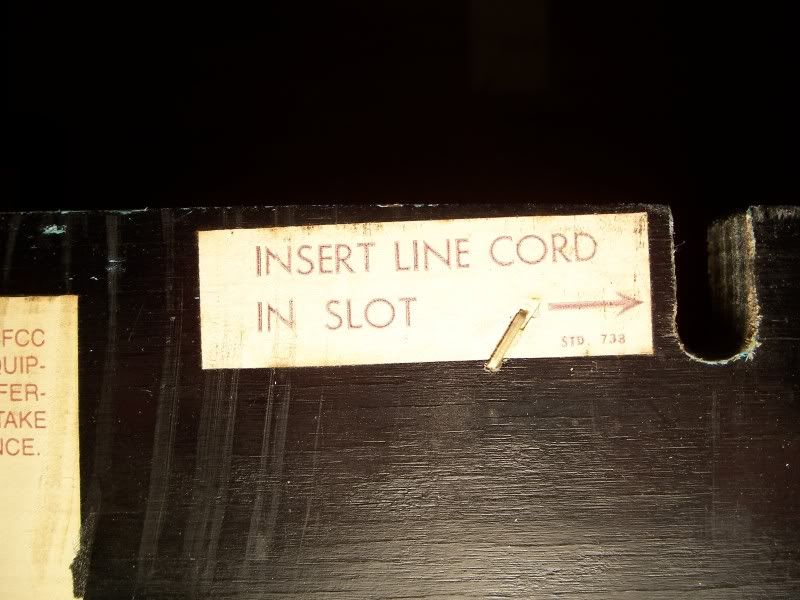 INSERT LINE CORD
IN SLOT
STD. 738
FCC
QUIP-
FER-
TAKE
NCE.